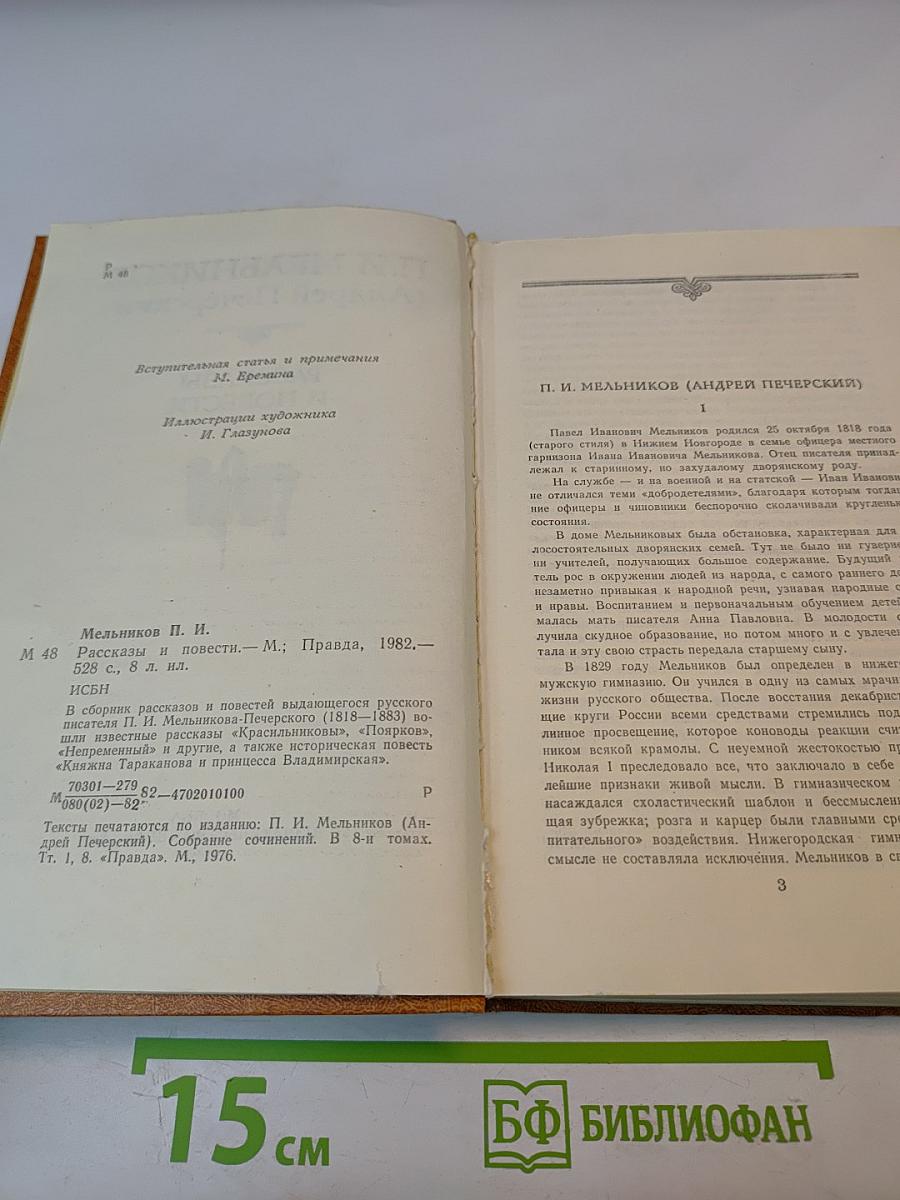 Р
М 48
Вступительная статья и примечания
М. Еремина
Иллюстрации художника
И. Глазунова
Мельников П. И.
М 48 Рассказы и повести.— М.; Правда, 1982.—
528 с., 8 л. ил.
ИСБН
В сборник рассказов и повестей выдающегося русского
писателя П. И. Мельникова-Печерского (1818—1883) во-
шли известные рассказы «Красильниковы», «Поярков»,
«Непременный» и другие, а также историческая повесть
«Княжна Тараканова и принцесса Владимирская».
М 70301—279
080(02)—82 82—4702010100 Р
Тексты печатаются по изданию: П. И. Мельников (Ан-
дрей Печерский). Собрание сочинений. В 8-и томах.
Тт. 1, 8. «Правда». М., 1976.
П. И. МЕЛЬНИКОВ (АНДРЕЙ ПЕЧЕРСКИЙ)
I
Павел Иванович Мельников родился 25 октября 1818 года
(старого стиля) в Нижнем Новгороде в семье офицера местного
гарнизона Ивана Ивановича Мельникова. Отец писателя принад-
лежал к старинному, но захудалому дворянскому роду.
На службе — и на военной и на статской — Иван Иванови
не отличался теми «добродетелями», благодаря которым тогда
ние офицеры и чиновники беспорочно сколачивали кругленьк
состояния.
В доме Мельниковых была обстановка, характерная для
лосостоятельных дворянских семей. Тут не было ни гуверне
ни учителей, получающих большое содержание. Будущий
тель рос в окружении людей из народа, с самого раннего де
незаметно привыкая к народной речи, узнавая народные о
и нравы. Воспитанием и первоначальным обучением детей
малась мать писателя Анна Павловна. В молодости о
лучила скудное образование, но потом много и с увлечен
тала и эту свою страсть передала старшему сыну.
В 1829 году Мельников был определен в нижег
мужскую гимназию. Он учился в одну из самых мрачн
жизни русского общества. После восстания декабрист
щие круги России всеми средствами стремились под
линное просвещение, которое коноводы реакции счи
ником всякой крамолы. С неуемной жестокостью пр
Николая I преследовало все, что заключало в себе
лейшие признаки живой мысли. В гимназическом
насаждался схоластический шаблон и бессмысленн
щая зубрежка; розга и карцер были главными сре
питательного» воздействия. Нижегородская гимн
смысле не составляла исключения. Мельников в св
3
15 см
БФ БИБЛИОФАН